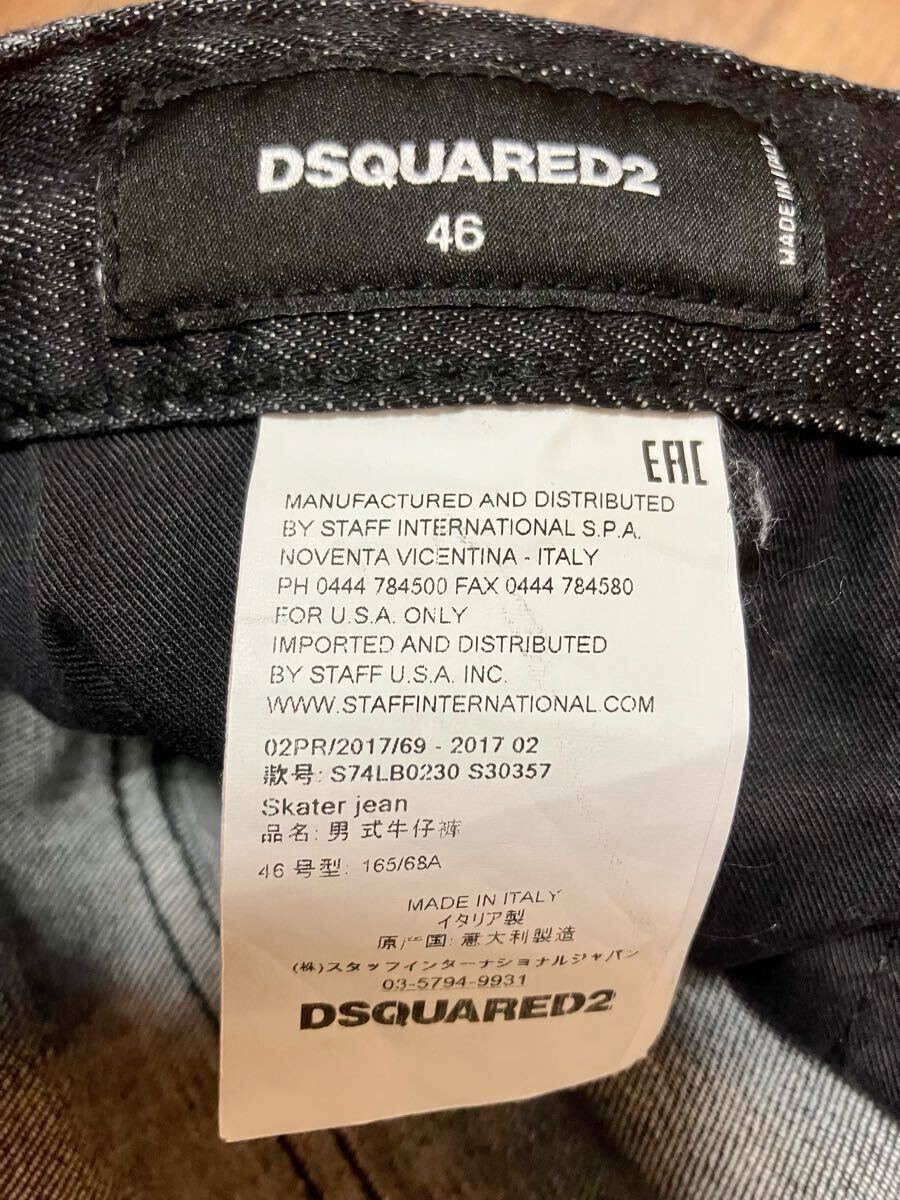 DSQUARED2
46
MADE IN ITALY
EAC
MANUFACTURED AND DISTRIBUTED
BY STAFF INTERNATIONAL S.P.A.
NOVENTA VICENTINA - ITALY
PH 0444 784500 FAX 0444 784580
FOR U.S.A. ONLY
IMPORTED AND DISTRIBUTED
BY STAFF U.S.A. INC.
WWW.STAFFINTERNATIONAL.COM
02PR/2017/69 - 2017 02
款号: S74LB0230 S30357
Skater jean
品名: 男式牛仔裤
46 号型: 165/68A
MADE IN ITALY
イタリア製
原产国: 意大利製造
(株)スタッフインターナショナルジャパン
03-5794-9931
DSQUARED2